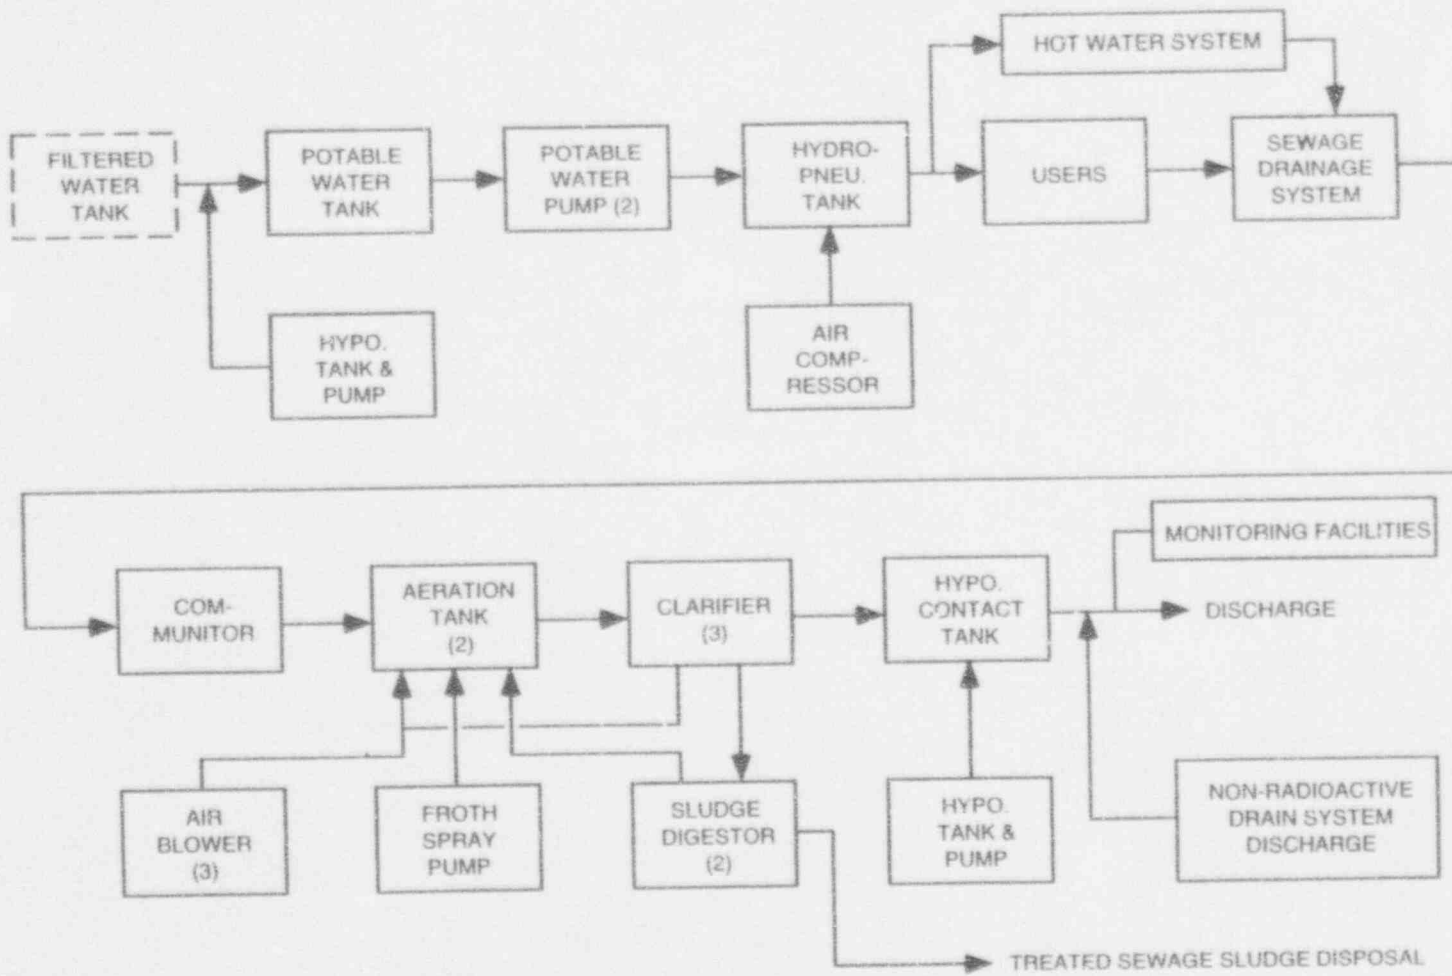 HOT WATER SYSTEM
FILTERED
WATER
TANK
POTABLE
WATER
TANK
POTABLE
WATER
PUMP (2)
HYDRO-
PNEU.
TANK
USERS
SEWAGE
DRAINAGE
SYSTEM
HYPO.
TANK &
PUMP
AIR
COMP-
RESSOR
MONITORING FACILITIES
COM-
MUNITOR
AERATION
TANK
(2)
CLARIFIER
(3)
HYPO.
CONTACT
TANK
DISCHARGE
AIR
BLOWER
(3)
FROTH
SPRAY
PUMP
SLUDGE
DIGESTOR
(2)
HYPO.
TANK &
PUMP
NON-RADIOACTIVE
DRAIN SYSTEM
DISCHARGE
TREATED SEWAGE SLUDGE DISPOSAL